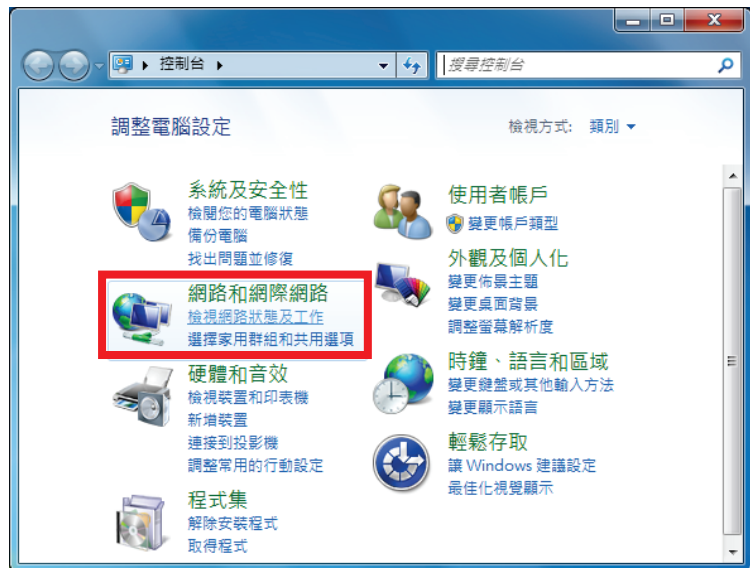 控制台
搜尋控制台
調整電腦設定
檢視方式: 類別
系統及安全性
檢閱您的電腦狀態
備份電腦
找出問題並修復
網路和網際網路
檢視網路狀態及工作
選擇家用群組和共用選項
硬體和音效
檢視裝置和印表機
新增裝置
連接到投影機
調整常用的行動設定
程式集
解除安裝程式
取得程式
使用者帳戶
變更帳戶類型
外觀及個人化
變更佈景主題
變更桌面背景
調整螢幕解析度
時鐘、語言和區域
變更鍵盤或其他輸入方法
變更顯示語言
輕鬆存取
讓 Windows 建議設定
最佳化視覺顯示